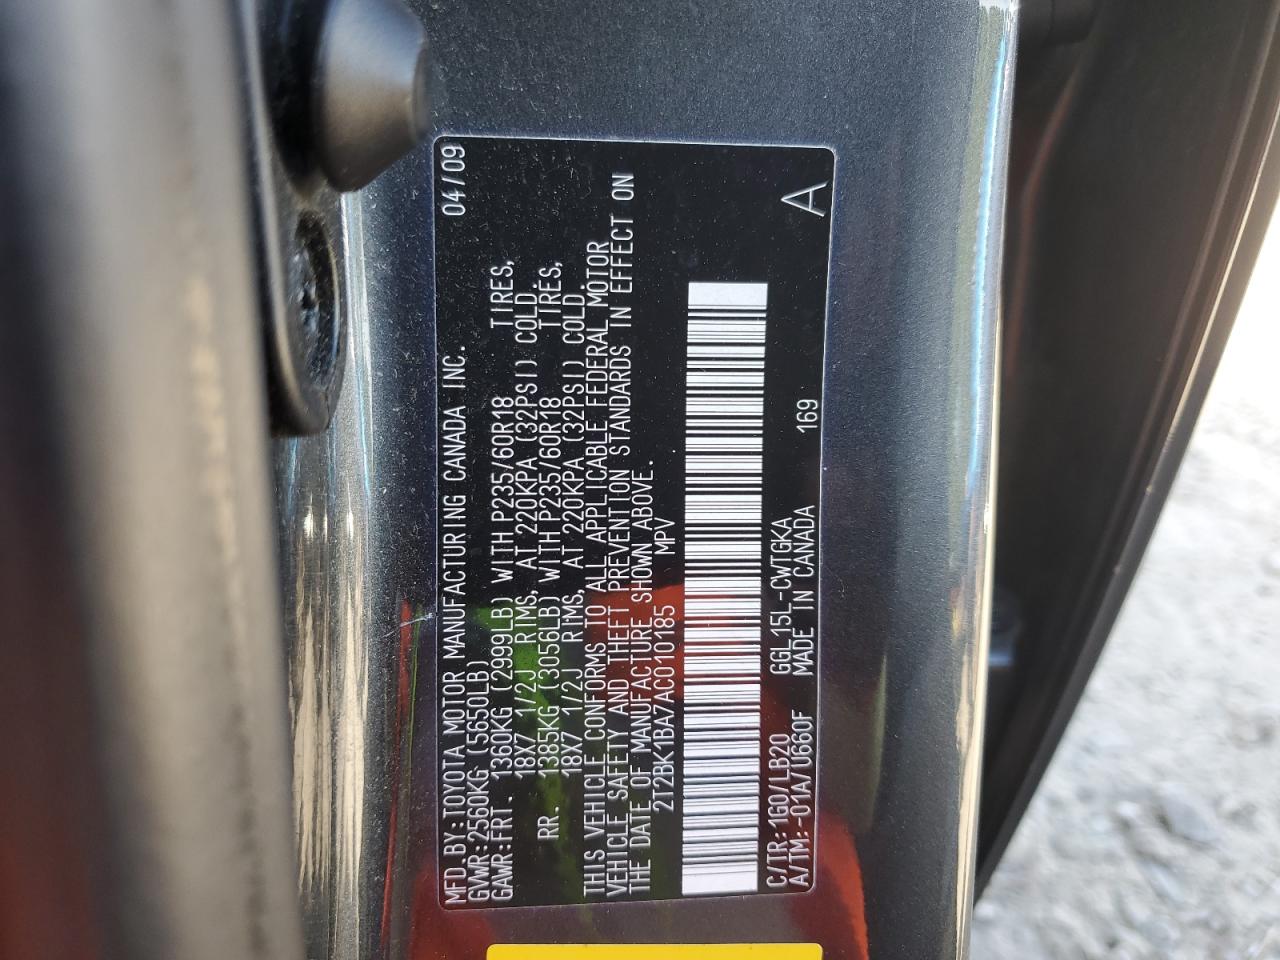 MFD.BY:TOYOTA MOTOR MANUFACTURING CANADA INC. 04/09
GVWR:2560KG (5650LB)
GAWR:FRT. 1360KG (2999LB) WITH P235/60R18 TIRES,
18X7 1/2J RIMS, AT 220KPA (32PSI) COLD.
RR. 1385KG (3056LB) WITH P235/60R18 TIRES,
18X7 1/2J RIMS, AT 220KPA (32PSI) COLD.
THIS VEHICLE CONFORMS TO ALL APPLICABLE FEDERAL MOTOR
VEHICLE SAFETY AND THEFT PREVENTION STANDARDS IN EFFECT ON
THE DATE OF MANUFACTURE SHOWN ABOVE.
2T2BK1BA7AC010185 MPV
C/TR:1G0/LB20 GGL15L-CWTGKA
A/TM:-01A/U660F MADE IN CANADA 169 A